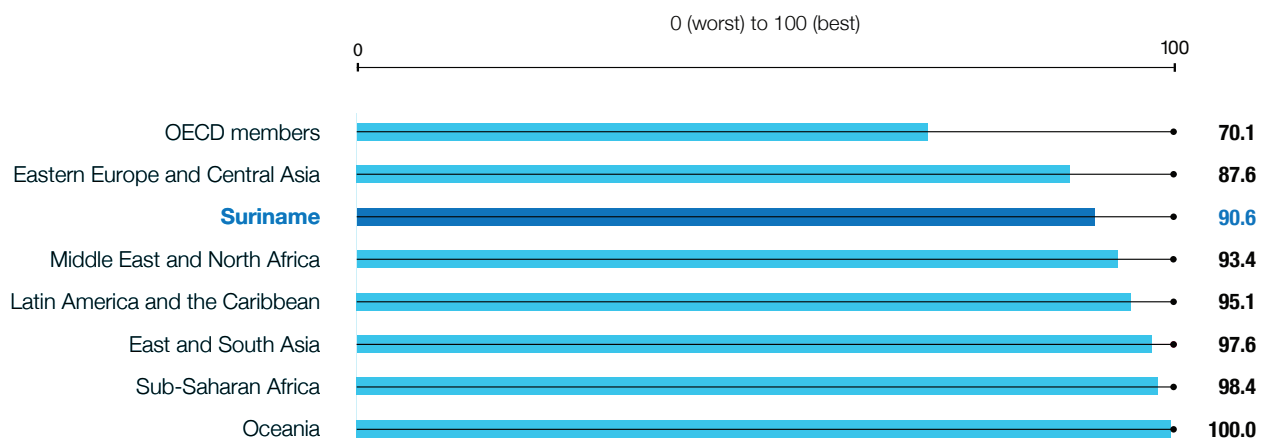 0 (worst) to 100 (best)
0 100
OECD members 70.1
Eastern Europe and Central Asia 87.6
Suriname 90.6
Middle East and North Africa 93.4
Latin America and the Caribbean 95.1
East and South Asia 97.6
Sub-Saharan Africa 98.4
Oceania 100.0